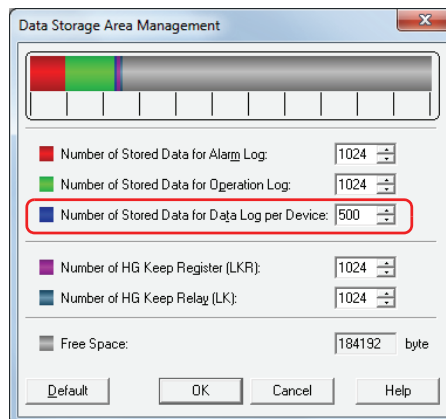 Data Storage Area Management
Number of Stored Data for Alarm Log: 1024
Number of Stored Data for Operation Log: 1024
Number of Stored Data for Data Log per Device: 500
Number of HG Keep Register (LKR): 1024
Number of HG Keep Relay (LK): 1024
Free Space: 184192 byte
Default OK Cancel Help